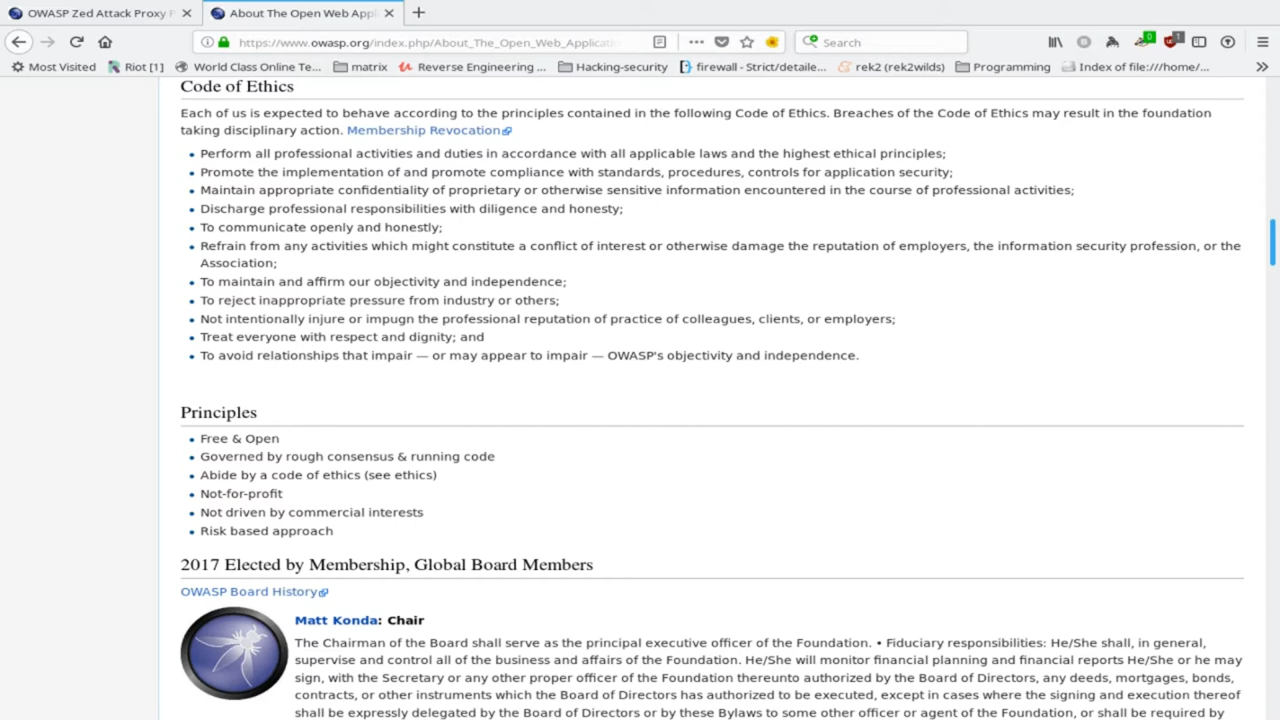 OWASP Zed Attack Proxy P
About The Open Web Appl
https://www.owasp.org/index.php/About_The_Open_Web_Applicati
Search
0
1
Most Visited
Riot [1]
World Class Online Te...
matrix
Reverse Engineering ...
Hacking-security
firewall - Strict/detaile...
rek2 (rek2wilds)
Programming
Index of file:///home/...
Code of Ethics
Each of us is expected to behave according to the principles contained in the following Code of Ethics. Breaches of the Code of Ethics may result in the foundation
taking disciplinary action. Membership Revocation
Perform all professional activities and duties in accordance with all applicable laws and the highest ethical principles;
Promote the implementation of and promote compliance with standards, procedures, controls for application security;
Maintain appropriate confidentiality of proprietary or otherwise sensitive information encountered in the course of professional activities;
Discharge professional responsibilities with diligence and honesty;
To communicate openly and honestly;
Refrain from any activities which might constitute a conflict of interest or otherwise damage the reputation of employers, the information security profession, or the
Association;
To maintain and affirm our objectivity and independence;
To reject inappropriate pressure from industry or others;
Not intentionally injure or impugn the professional reputation of practice of colleagues, clients, or employers;
Treat everyone with respect and dignity; and
To avoid relationships that impair — or may appear to impair — OWASP's objectivity and independence.
Principles
Free & Open
Governed by rough consensus & running code
Abide by a code of ethics (see ethics)
Not-for-profit
Not driven by commercial interests
Risk based approach
2017 Elected by Membership, Global Board Members
OWASP Board History
Matt Konda: Chair
The Chairman of the Board shall serve as the principal executive officer of the Foundation. • Fiduciary responsibilities: He/She shall, in general,
supervise and control all of the business and affairs of the Foundation. He/She will monitor financial planning and financial reports He/She or he may
sign, with the Secretary or any other proper officer of the Foundation thereunto authorized by the Board of Directors, any deeds, mortgages, bonds,
contracts, or other instruments which the Board of Directors has authorized to be executed, except in cases where the signing and execution thereof
shall be expressly delegated by the Board of Directors or by these Bylaws to some other officer or agent of the Foundation, or shall be required by